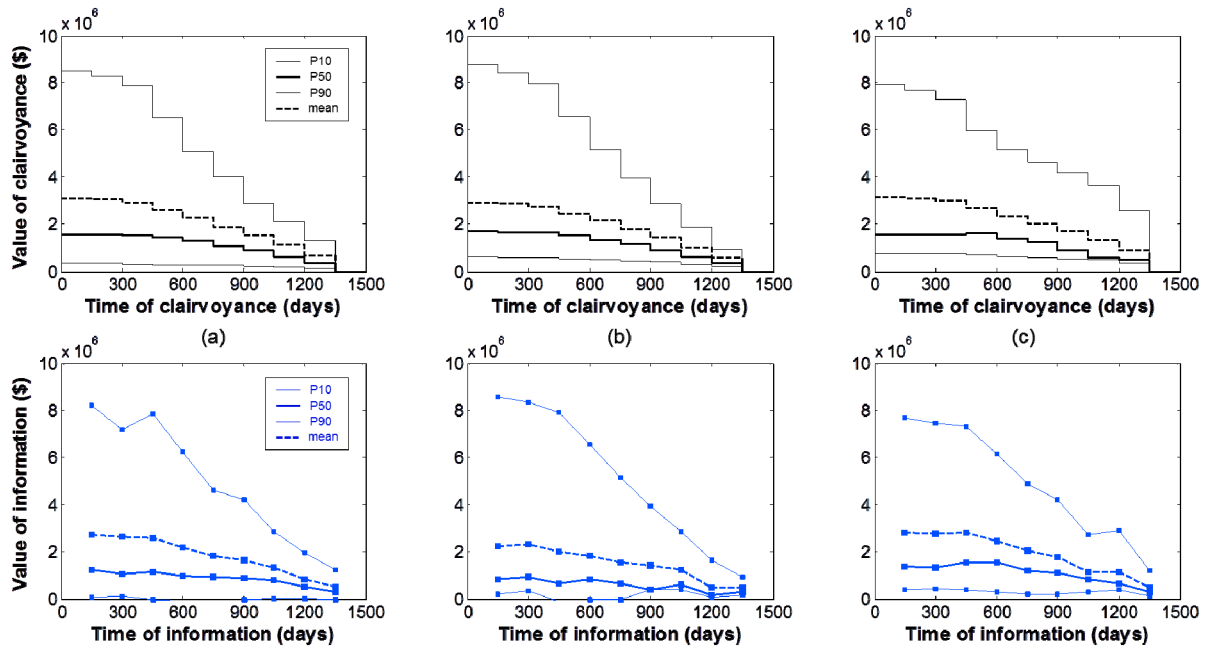 x 10^6
10
8
6
4
2
0
Value of clairvoyance ($)
P10
P50
P90
mean
0 300 600 900 1200 1500
Time of clairvoyance (days)
(a)
x 10^6
10
8
6
4
2
0
0 300 600 900 1200 1500
Time of clairvoyance (days)
(b)
x 10^6
10
8
6
4
2
0
0 300 600 900 1200 1500
Time of clairvoyance (days)
(c)
x 10^6
10
8
6
4
2
0
Value of information ($)
P10
P50
P90
mean
0 300 600 900 1200 1500
Time of information (days)
x 10^6
10
8
6
4
2
0
0 300 600 900 1200 1500
Time of information (days)
x 10^6
10
8
6
4
2
0
0 300 600 900 1200 1500
Time of information (days)